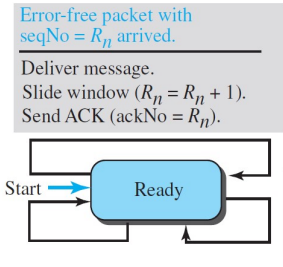 Error-free packet with
seqNo = Rn arrived.
Deliver message.
Slide window (Rn = Rn + 1).
Send ACK (ackNo = Rn).
Start
Ready